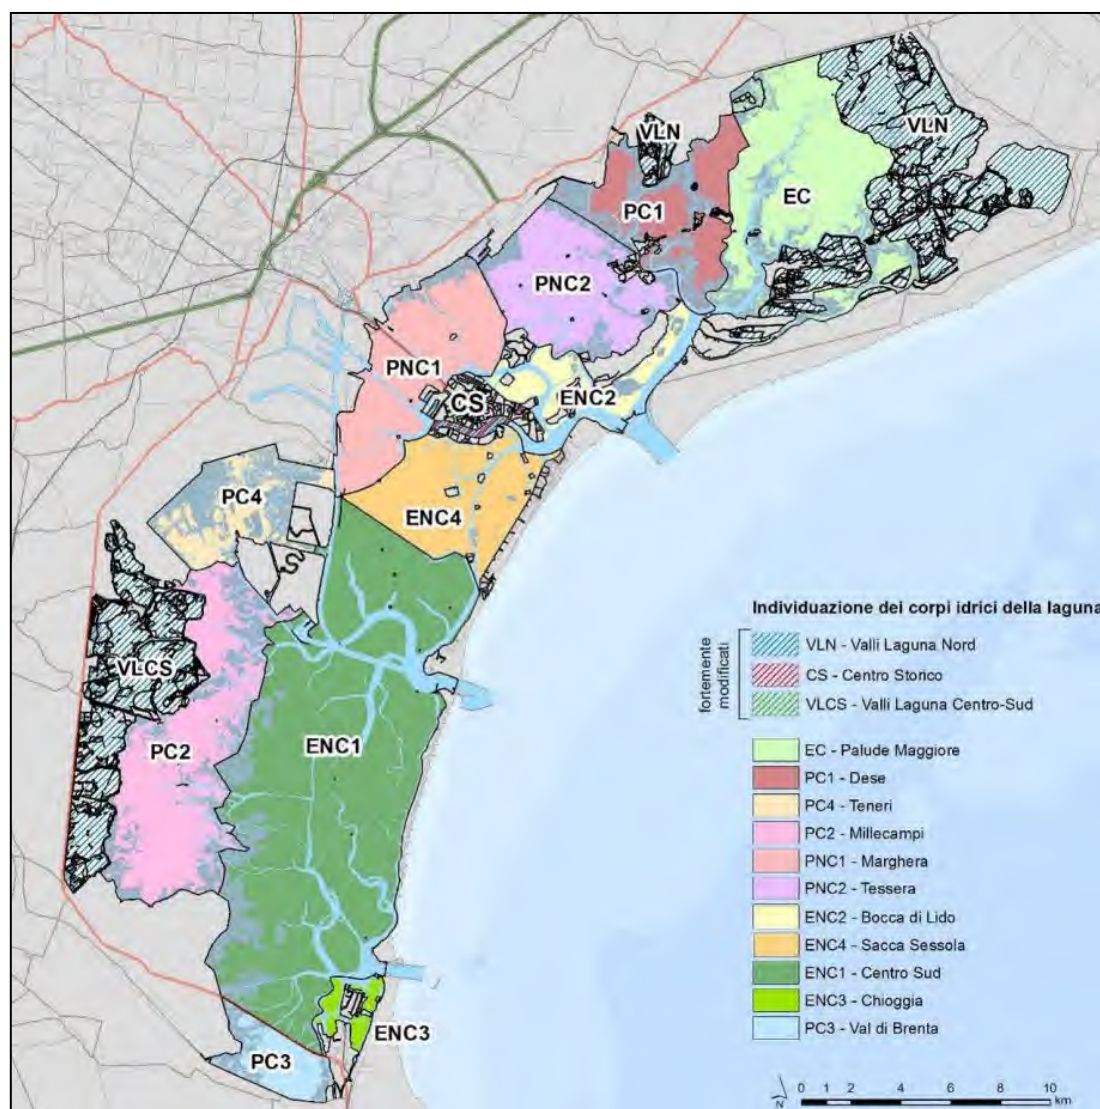 VLN
VLN
EC
PC1
PNC2
PNC1
CS
ENC2
PC4
ENC4
VLCS
PC2
ENC1
ENC3
PC3
Individuazione dei corpi idrici della laguna
fortemente
modificati
VLN - Valli Laguna Nord
CS - Centro Storico
VLCS - Valli Laguna Centro-Sud
EC - Palude Maggiore
PC1 - Dese
PC4 - Teneri
PC2 - Millecampi
PNC1 - Marghera
PNC2 - Tessera
ENC2 - Bocca di Lido
ENC4 - Sacca Sessola
ENC1 - Centro Sud
ENC3 - Chioggia
PC3 - Val di Brenta
N
0 1 2 4 6 8 10
km